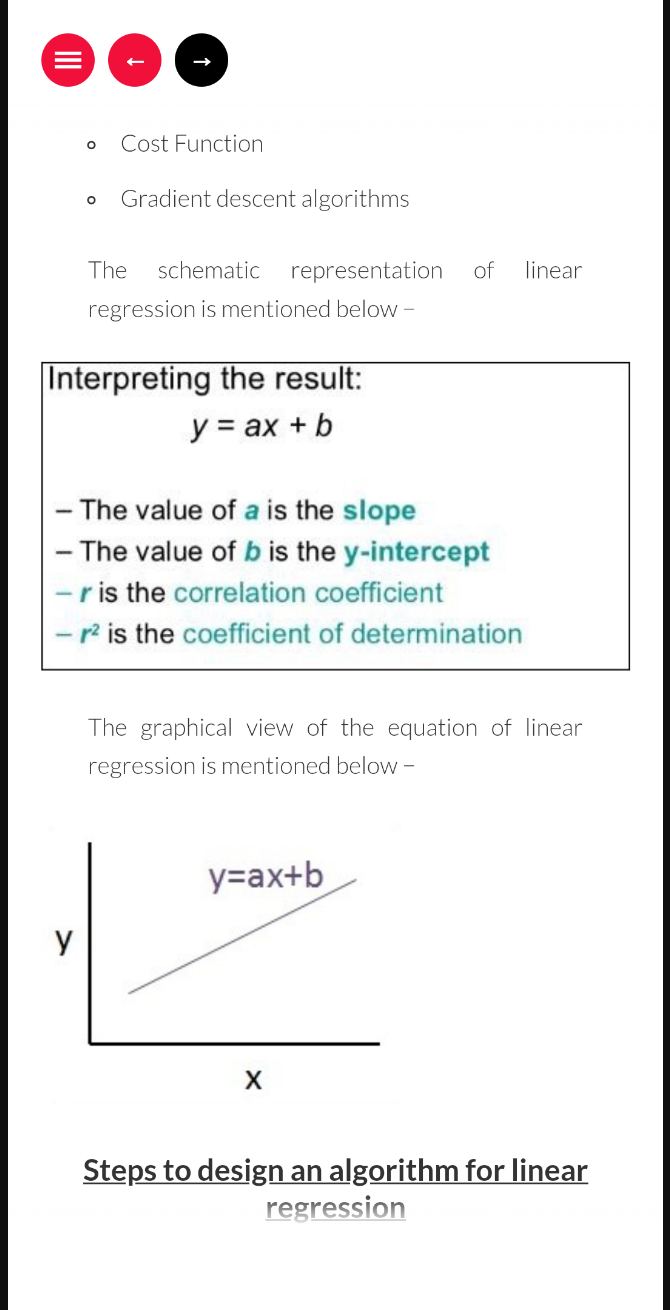 Cost Function
Gradient descent algorithms
The schematic representation of linear
regression is mentioned below –
Interpreting the result:
y = ax + b
– The value of a is the slope
– The value of b is the y-intercept
– r is the correlation coefficient
– r² is the coefficient of determination
The graphical view of the equation of linear
regression is mentioned below –
y=ax+b
y
x
Steps to design an algorithm for linear
regression